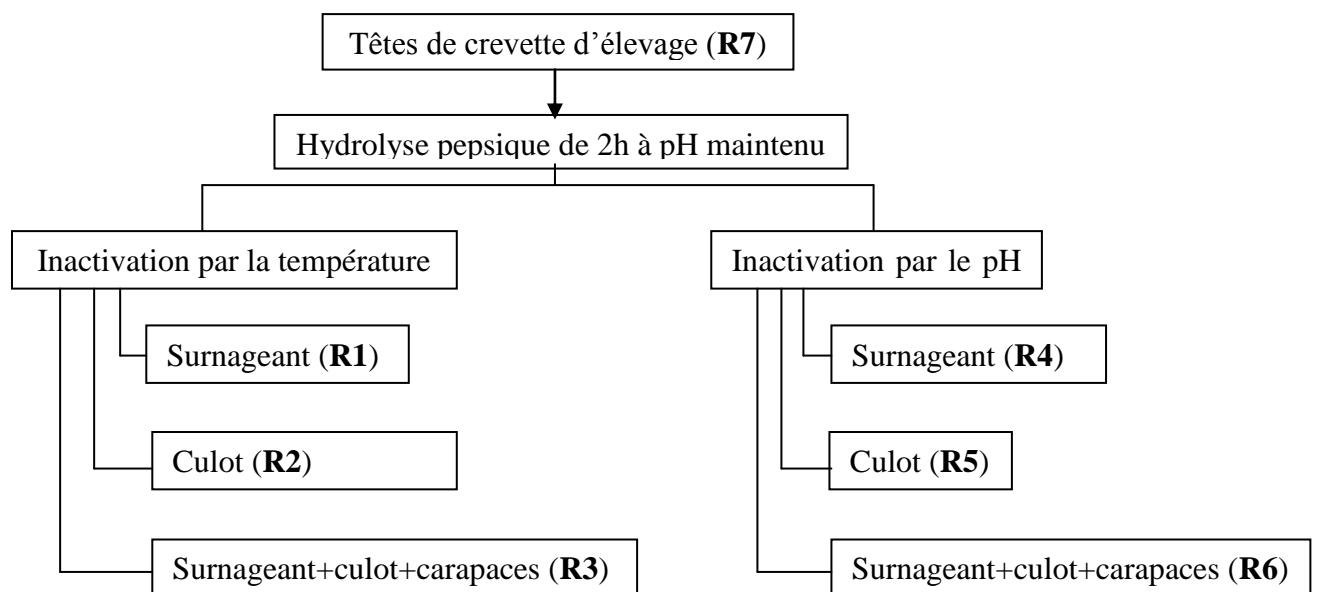 Têtes de crevette d’élevage (R7)
Hydrolyse pepsique de 2h à pH maintenu
Inactivation par la température
Inactivation par le pH
Surnageant (R1)
Surnageant (R4)
Culot (R2)
Culot (R5)
Surnageant+culot+carapaces (R3)
Surnageant+culot+carapaces (R6)